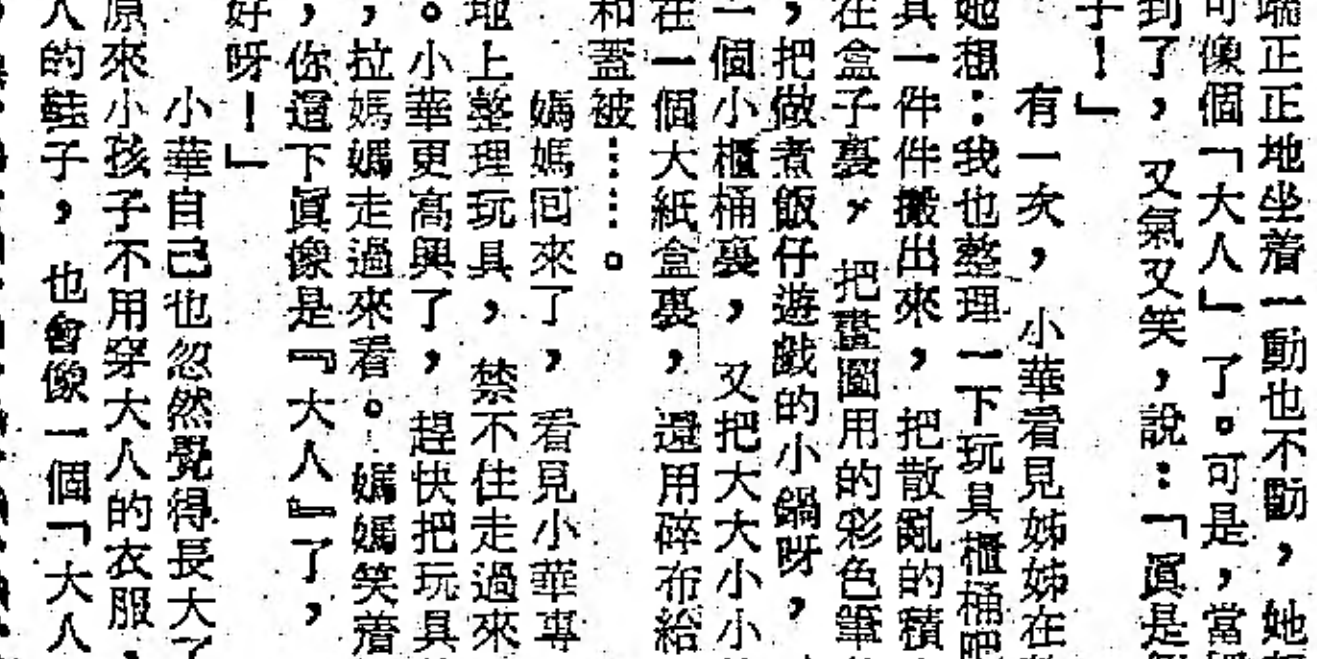 端正正地坐着一動也不動，她
可像個「大人」了。可是，當
到了，又氣又笑，說：「眞是
子！」
有一次，小華看見姊姊在
她想：我也整理一下玩具櫃桶吧
具一件件搬出來，把散亂的積
在盒子裏，把畫圖用的彩色筆
，把做煮飯仔遊戲的小鍋呀，
一個小櫃桶裏，又把大大小小
在一個大紙盒裏，還用碎布給
和蓋被……。
媽媽回來了，看見小華專
地上整理玩具，禁不住走過來
。小華更高興了，趕快把玩具
，拉媽媽走過來看。媽媽笑着
，你這下眞像是『大人』了，
好呀！」
小華自己也忽然覺得長大了
原來小孩子不用穿大人的衣服，
人的鞋子，也會像一個「大人